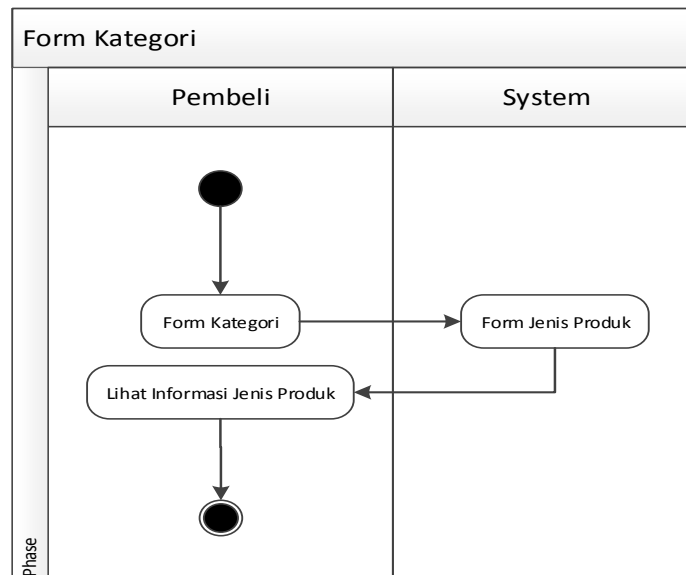 Form Kategori
Pembeli
System
Form Kategori
Form Jenis Produk
Lihat Informasi Jenis Produk
Phase